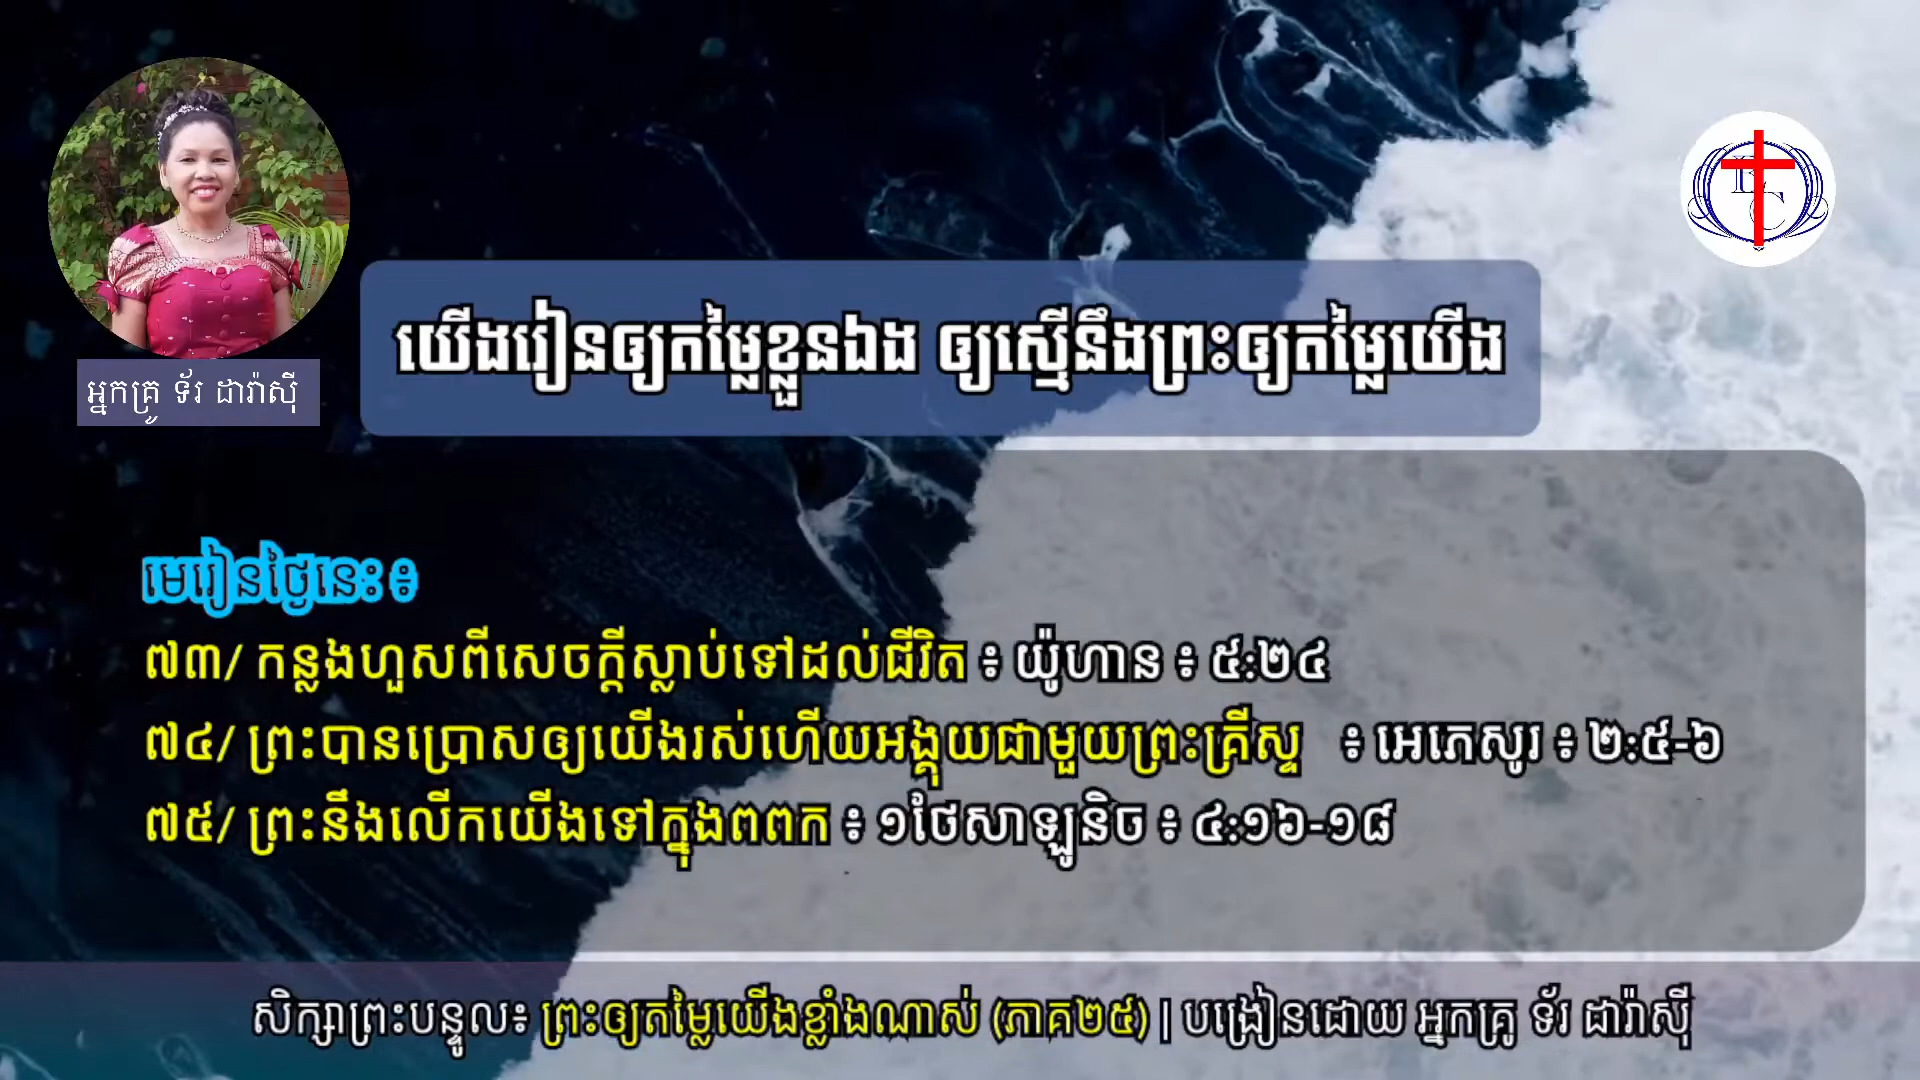 អ្នកគ្រូ ទ័រ ដារ៉ាស៊ី
យើងរៀនឲ្យតម្លៃខ្លួនឯង ឲ្យស្មើនឹងព្រះឲ្យតម្លៃយើង
មេរៀនថ្ងៃនេះ៖
៧៣/ កន្លងហួសពីសេចក្ដីស្លាប់ទៅដល់ជីវិត ៖ យ៉ូហាន ៖ ៥:២៤
៧៤/ ព្រះបានប្រោសឲ្យយើងរស់ហើយអង្គុយជាមួយព្រះគ្រីស្ទ ៖ អេភេសូរ ៖ ២:៥-៦
៧៥/ ព្រះនឹងលើកយើងទៅក្នុងពពក ៖ ១ថែសាឡូនិច ៖ ៤:១៦-១៨
សិក្សាព្រះបន្ទូល៖ ព្រះឲ្យតម្លៃយើងខ្លាំងណាស់ (ភាគ២៥) | បង្រៀនដោយ អ្នកគ្រូ ទ័រ ដារ៉ាស៊ី